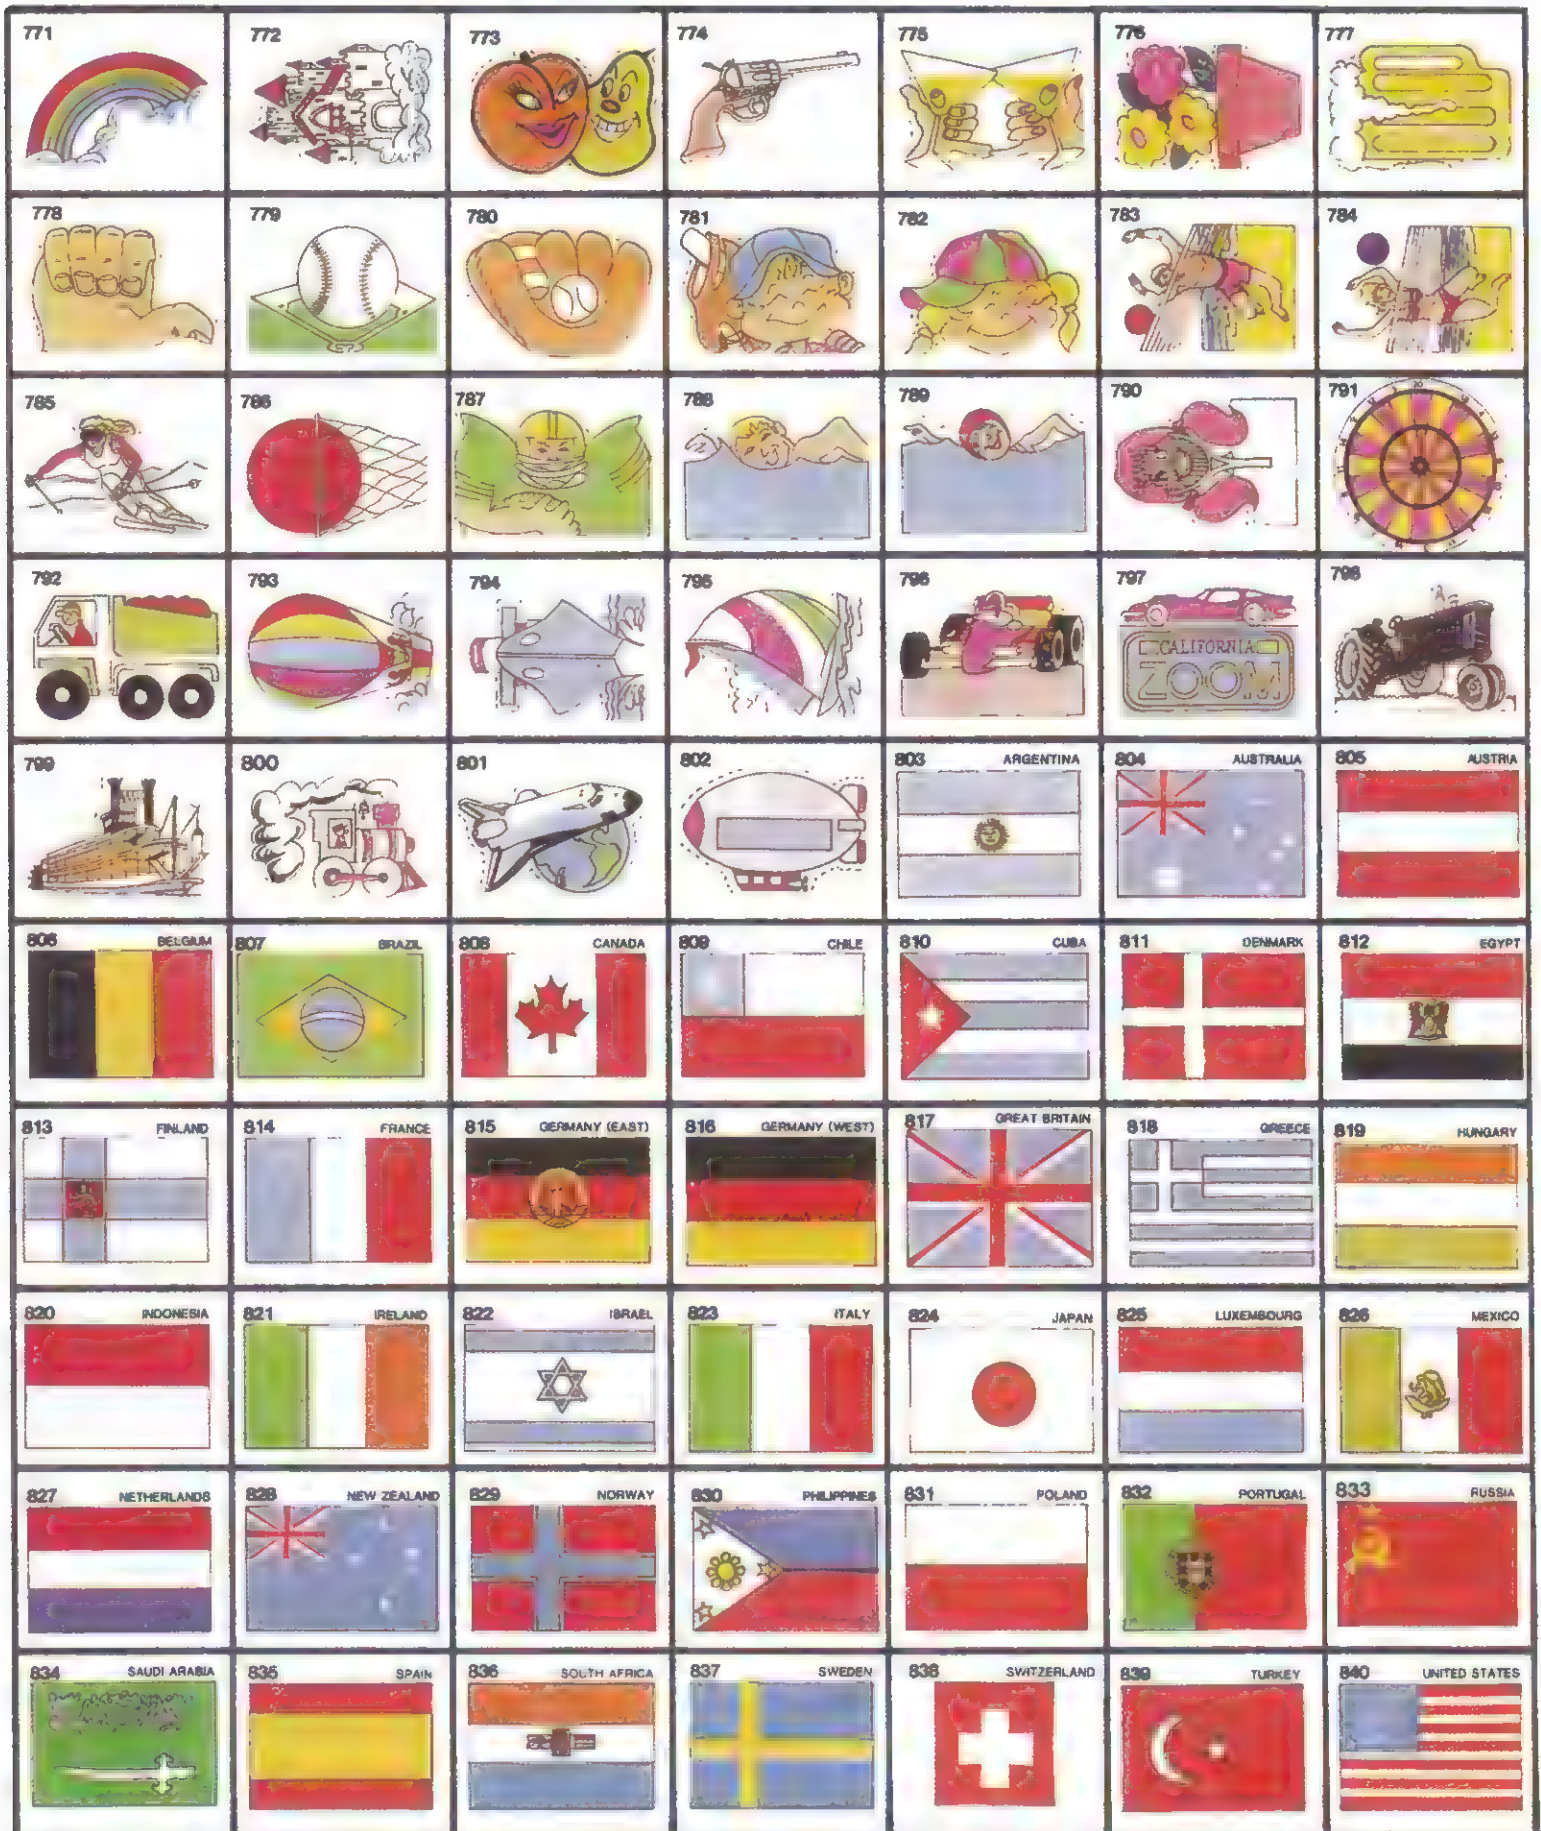 771 772 773 774 775 776 777
778 779 780 781 782 783 784
785 786 787 788 789 790 791
792 793 794 795 796 797 798
CALIFORNIA
ZOOM
799 800 801 802 803 ARGENTINA 804 AUSTRALIA 805 AUSTRIA
806 BELGIUM 807 BRAZIL 808 CANADA 809 CHILE 810 CUBA 811 DENMARK 812 EGYPT
813 FINLAND 814 FRANCE 815 GERMANY (EAST) 816 GERMANY (WEST) 817 GREAT BRITAIN 818 GREECE 819 HUNGARY
820 INDONESIA 821 IRELAND 822 ISRAEL 823 ITALY 824 JAPAN 825 LUXEMBOURG 826 MEXICO
827 NETHERLANDS 828 NEW ZEALAND 829 NORWAY 830 PHILIPPINES 831 POLAND 832 PORTUGAL 833 RUSSIA
834 SAUDI ARABIA 835 SPAIN 836 SOUTH AFRICA 837 SWEDEN 838 SWITZERLAND 839 TURKEY 840 UNITED STATES